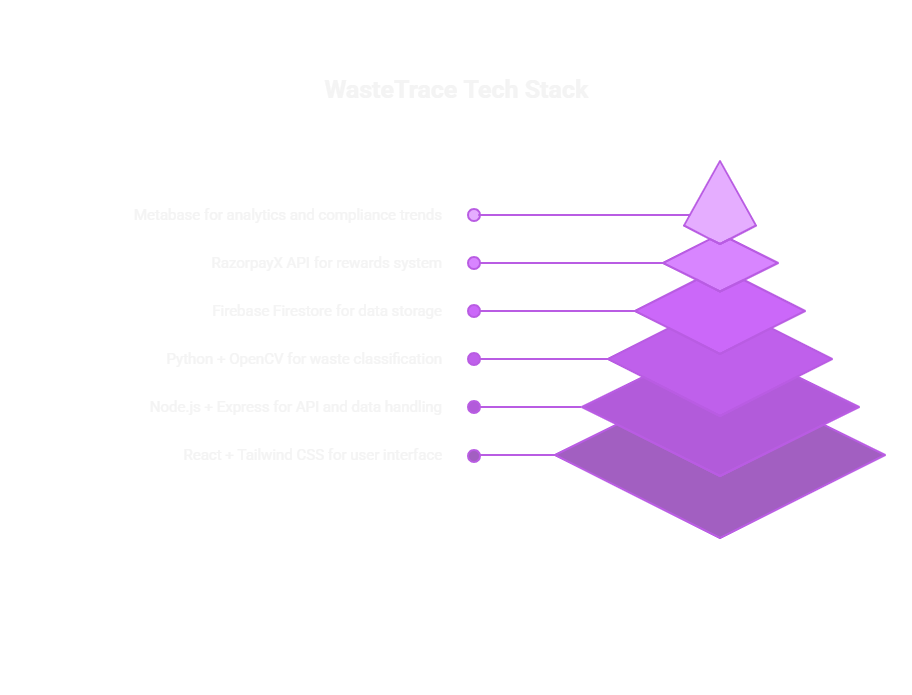 WasteTrace Tech Stack
Metabase for analytics and compliance trends
RazorpayX API for rewards system
Firebase Firestore for data storage
Python + OpenCV for waste classification
Node.js + Express for API and data handling
React + Tailwind CSS for user interface